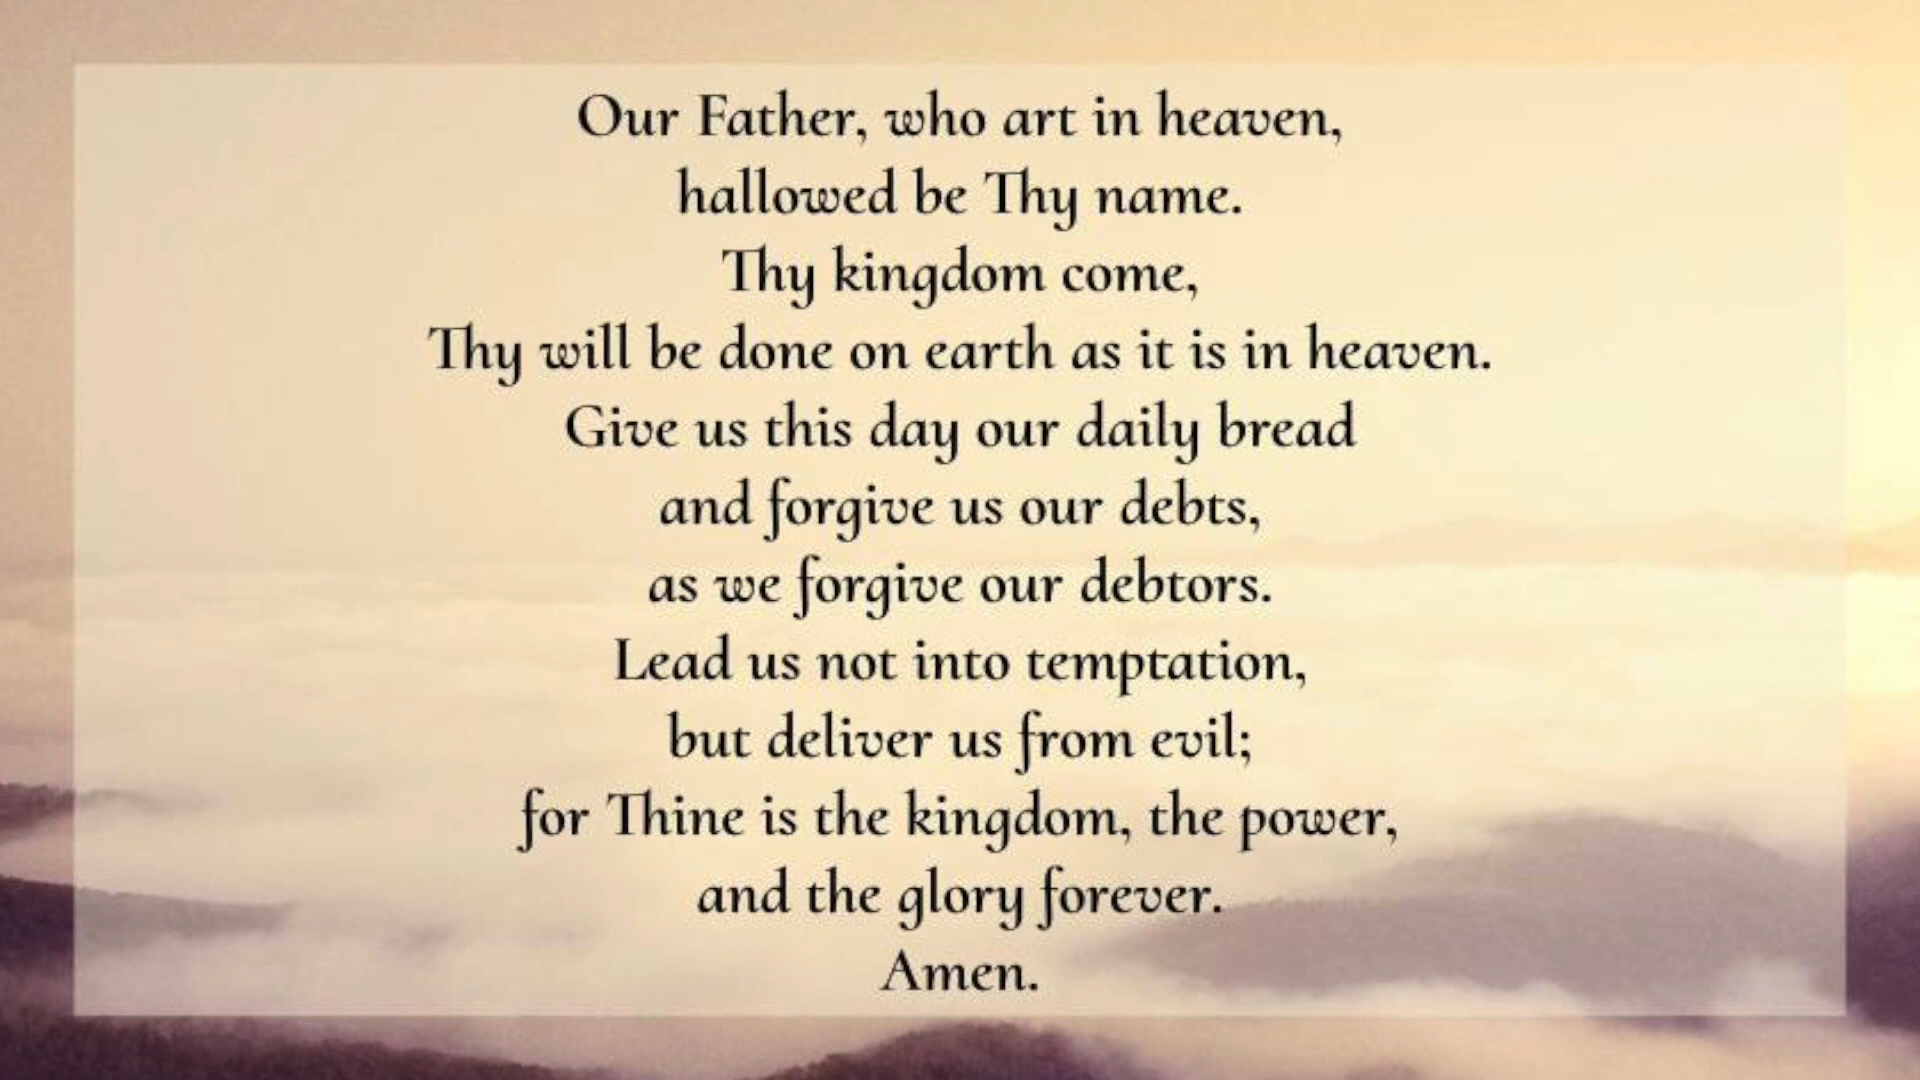 Our Father, who art in heaven,
hallowed be Thy name.
Thy kingdom come,
Thy will be done on earth as it is in heaven.
Give us this day our daily bread
and forgive us our debts,
as we forgive our debtors.
Lead us not into temptation,
but deliver us from evil;
for Thine is the kingdom, the power,
and the glory forever.
Amen.